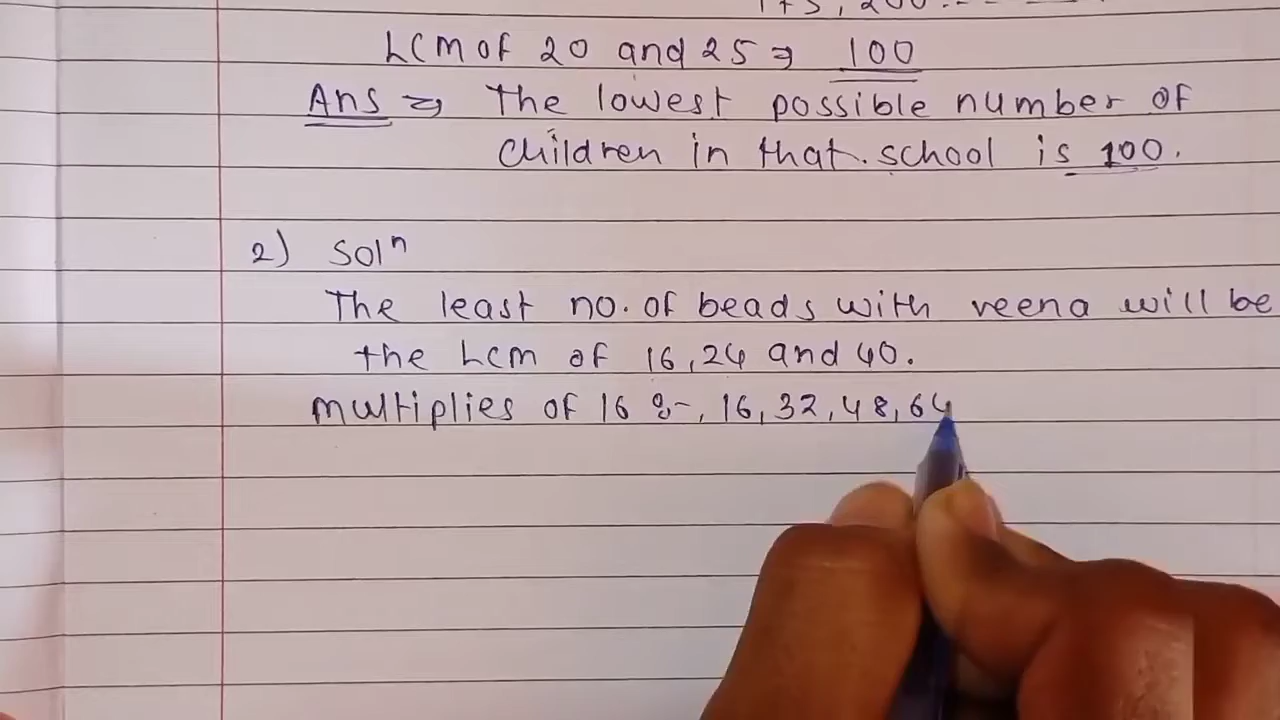 175, 200.
LCM of 20 and 25 ⇒ 100
Ans ⇒ The lowest possible number of
children in that school is 100.
2) Solⁿ
The least no. of beads with veena will be
the Lcm of 16, 24 and 40.
multiplies of 16 :-, 16, 32, 48, 64